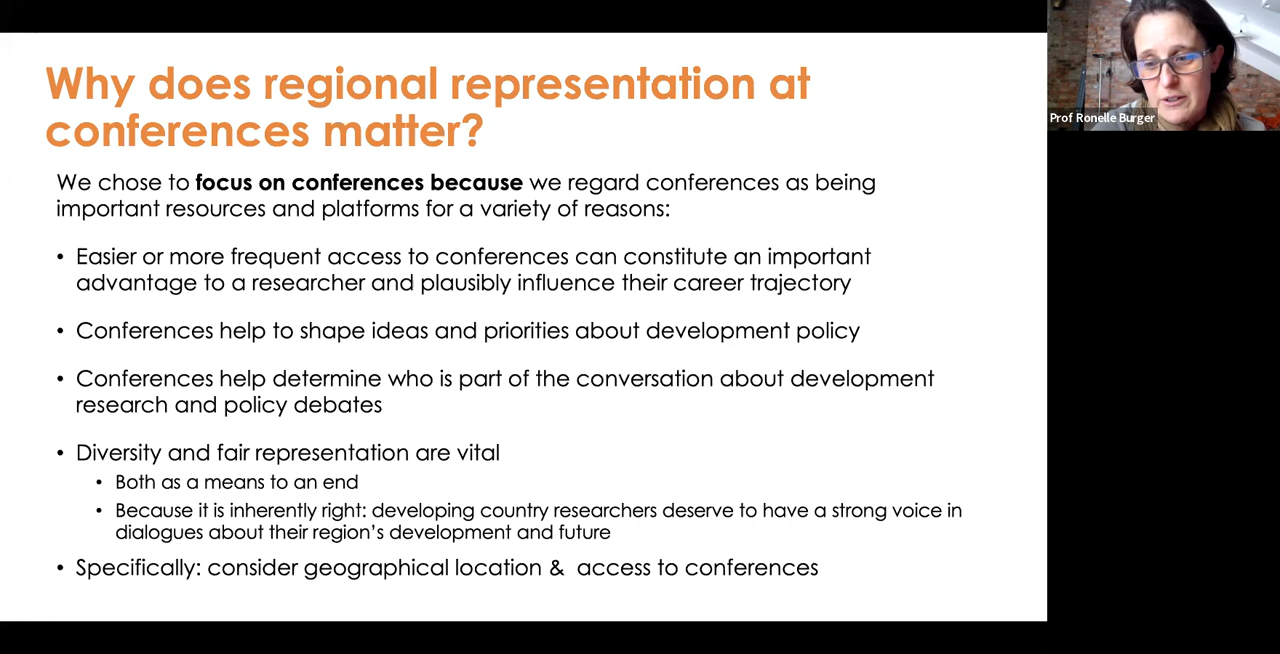 Why does regional representation at
conferences matter?
We chose to focus on conferences because we regard conferences as being
important resources and platforms for a variety of reasons:
• Easier or more frequent access to conferences can constitute an important
advantage to a researcher and plausibly influence their career trajectory
• Conferences help to shape ideas and priorities about development policy
• Conferences help determine who is part of the conversation about development
research and policy debates
• Diversity and fair representation are vital
• Both as a means to an end
• Because it is inherently right: developing country researchers deserve to have a strong voice in
dialogues about their region's development and future
• Specifically: consider geographical location & access to conferences
Prof Ronelle Burger